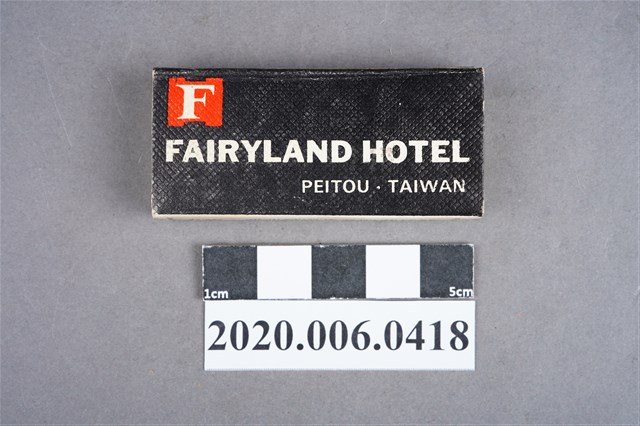 F
FAIRYLAND HOTEL
PEITOU · TAIWAN
1cm 5cm
2020.006.0418